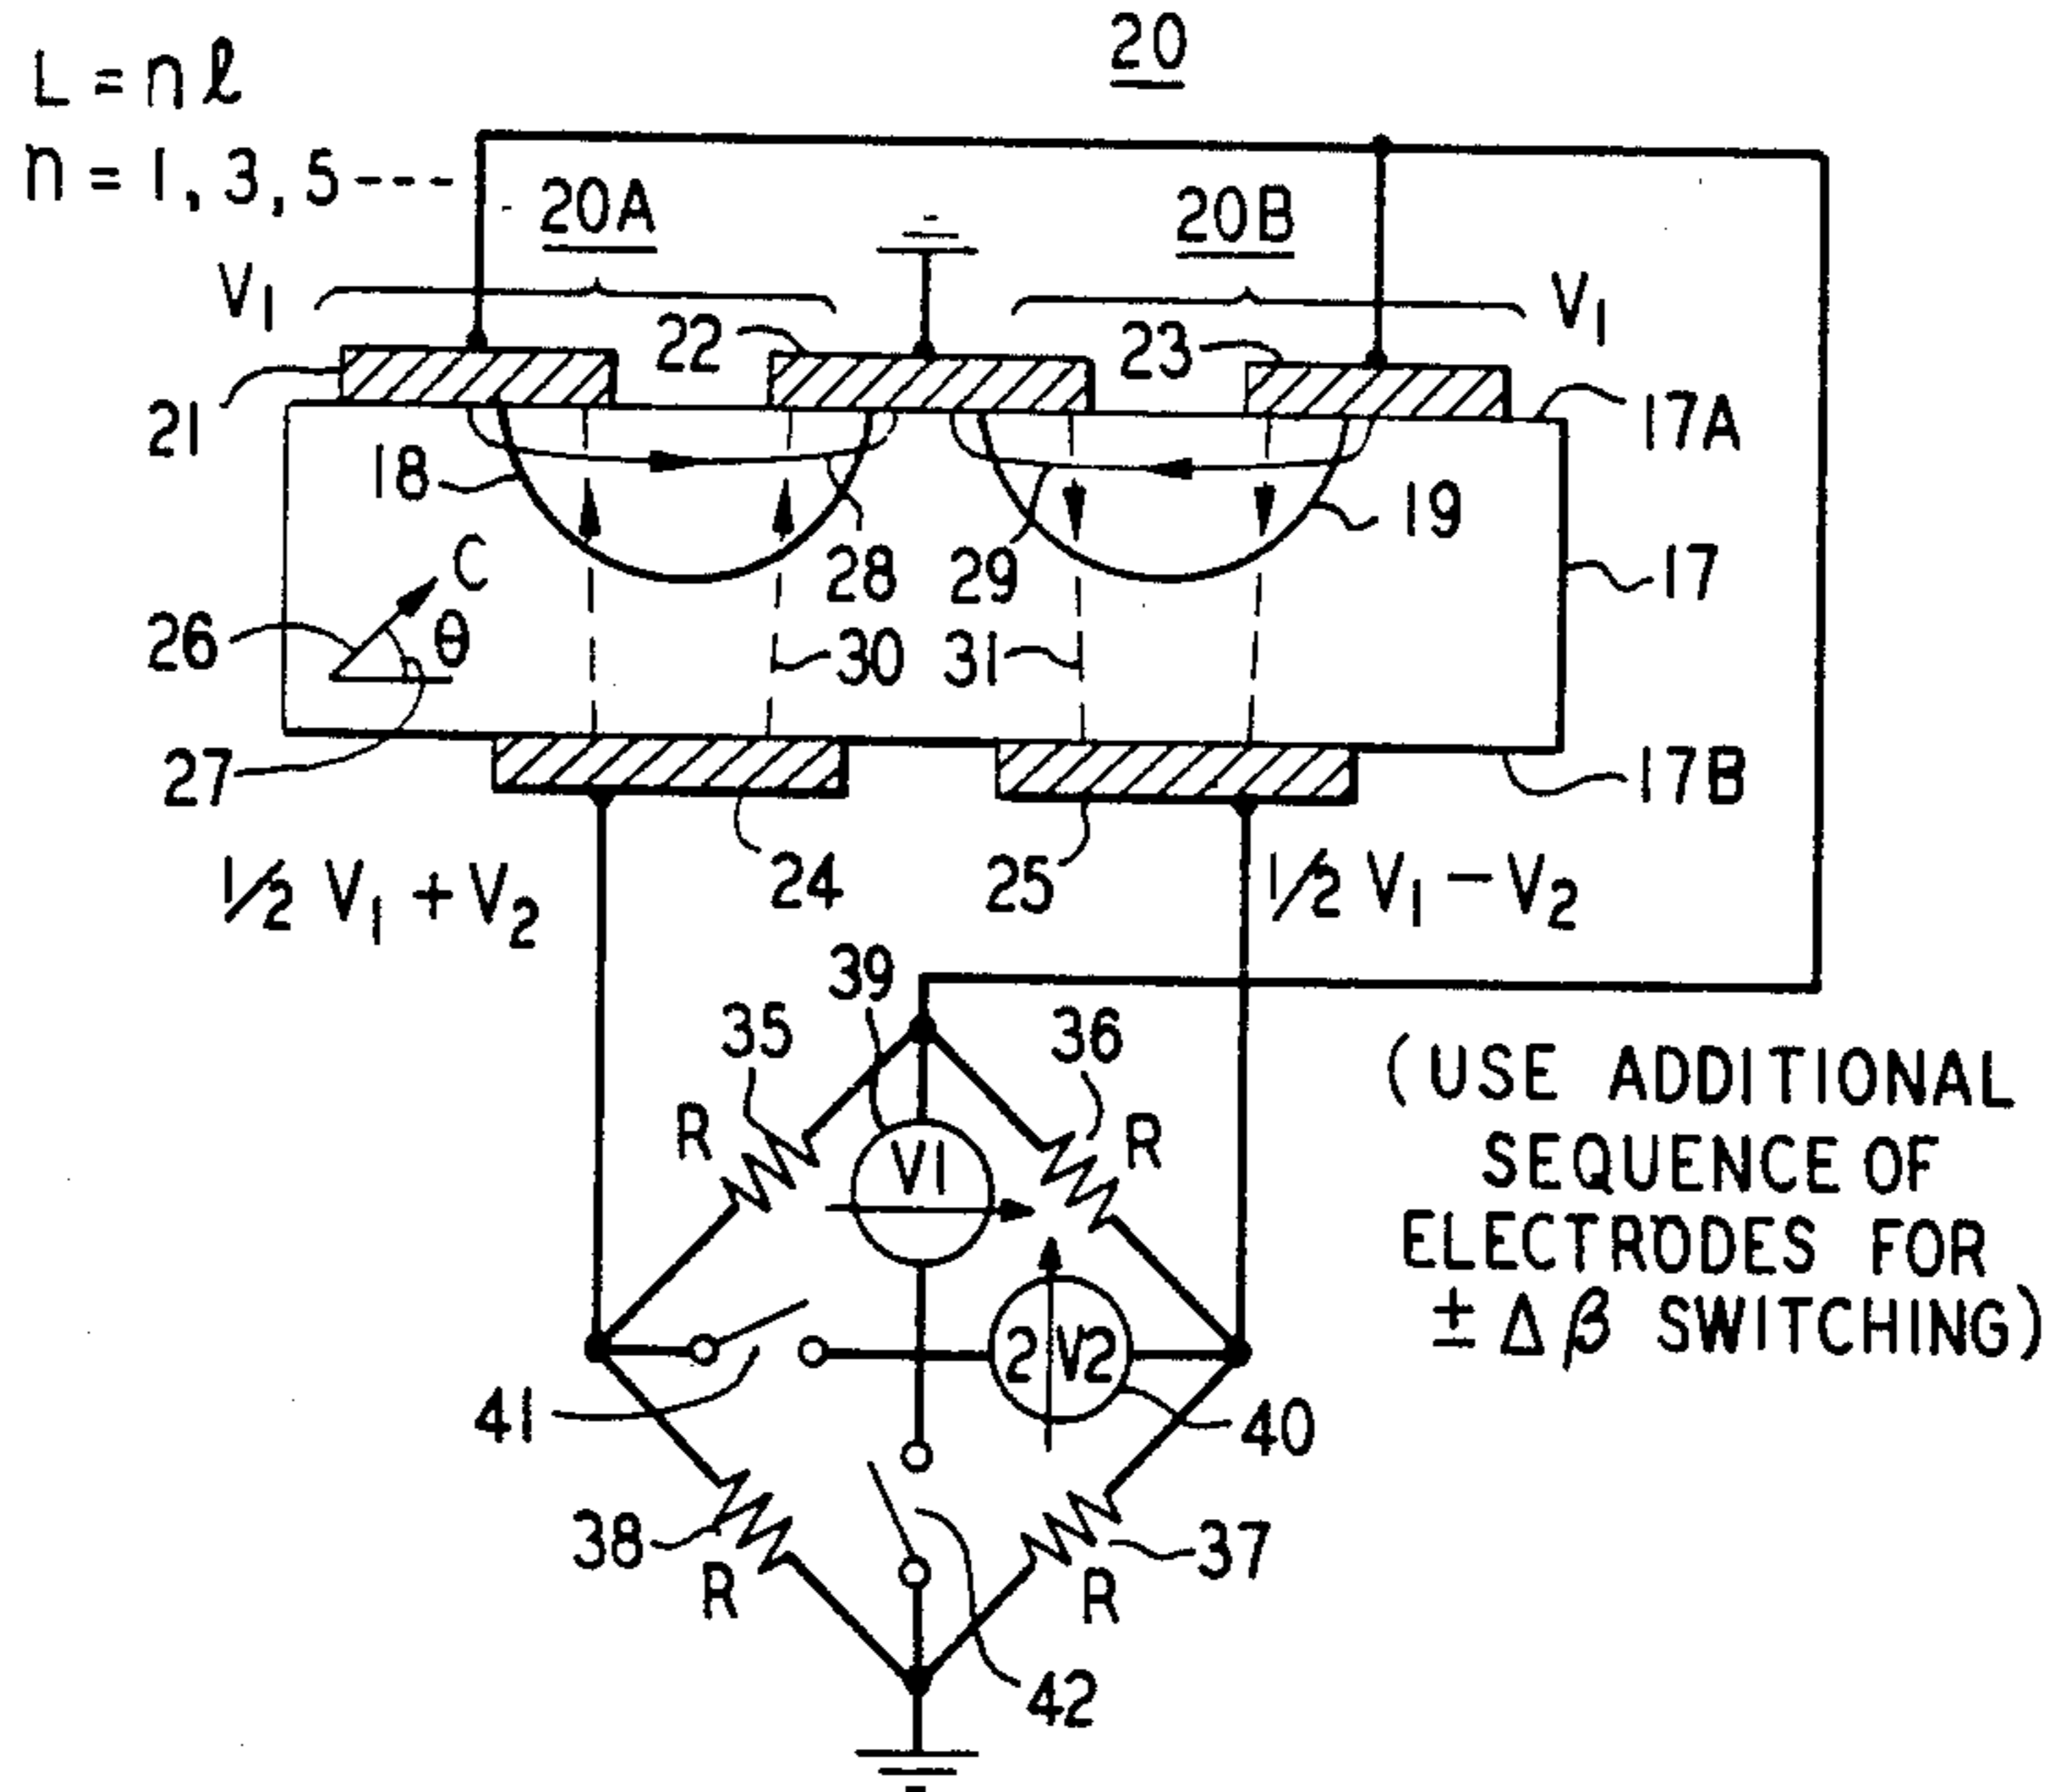 20
L = nℓ
n = 1, 3, 5 ---
20A
20B
V1
V1
22
23
21
17A
18
19
C
28
29
17
26
θ
30
31
27
17B
1/2 V1 + V2
24
25
1/2 V1 - V2
39
35
36
R
R
V1
(USE ADDITIONAL
SEQUENCE OF
ELECTRODES FOR
± Δβ SWITCHING)
2V2
41
40
38
37
R
R
42